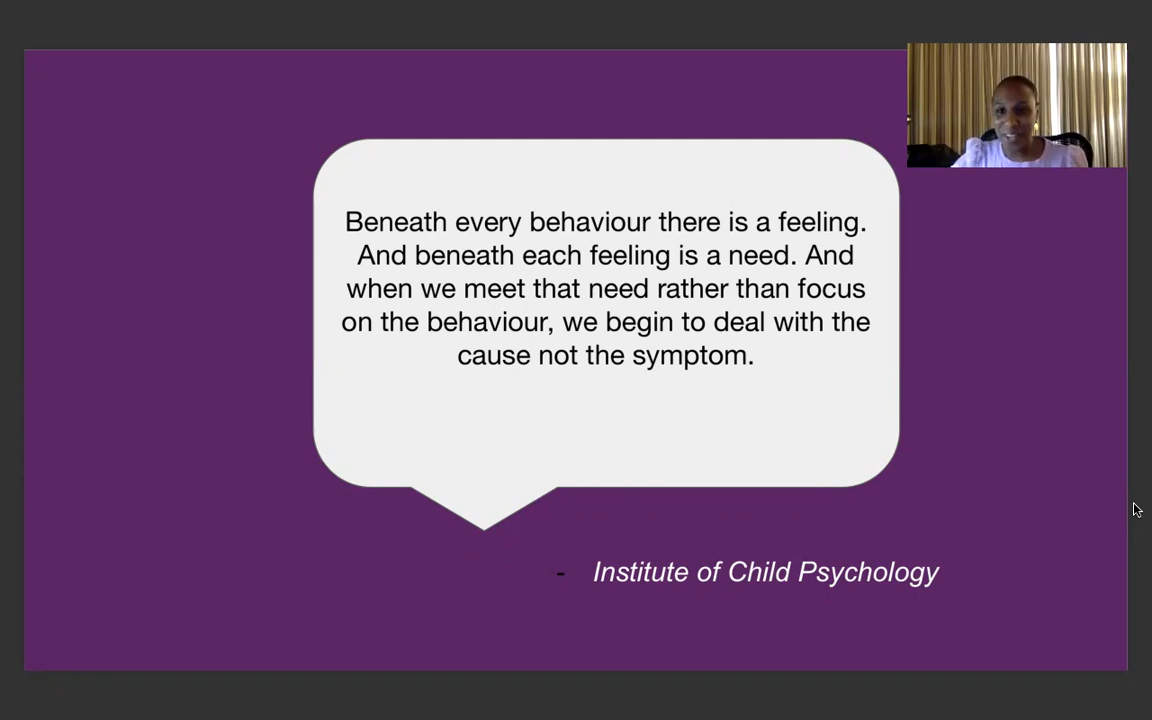 Beneath every behaviour there is a feeling.
And beneath each feeling is a need. And
when we meet that need rather than focus
on the behaviour, we begin to deal with the
cause not the symptom.
- Institute of Child Psychology